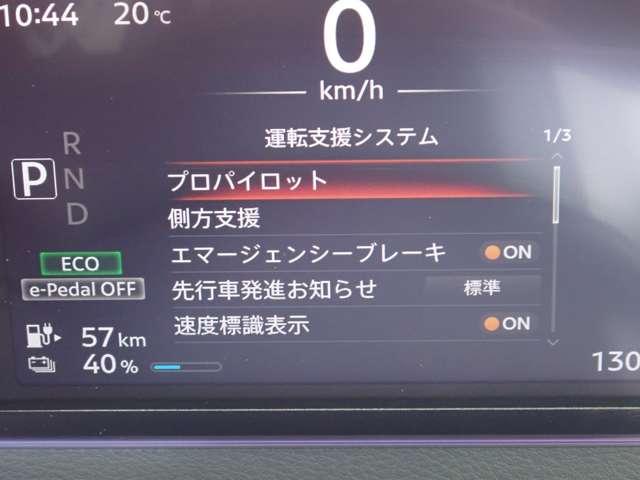 10:44 20℃
0
km/h
運転支援システム 1/3
R
P N
D
プロパイロット
側方支援
エマージェンシーブレーキ ON
先行車発進お知らせ 標準
速度標識表示 ON
ECO
e-Pedal OFF
57 km
40 %
130